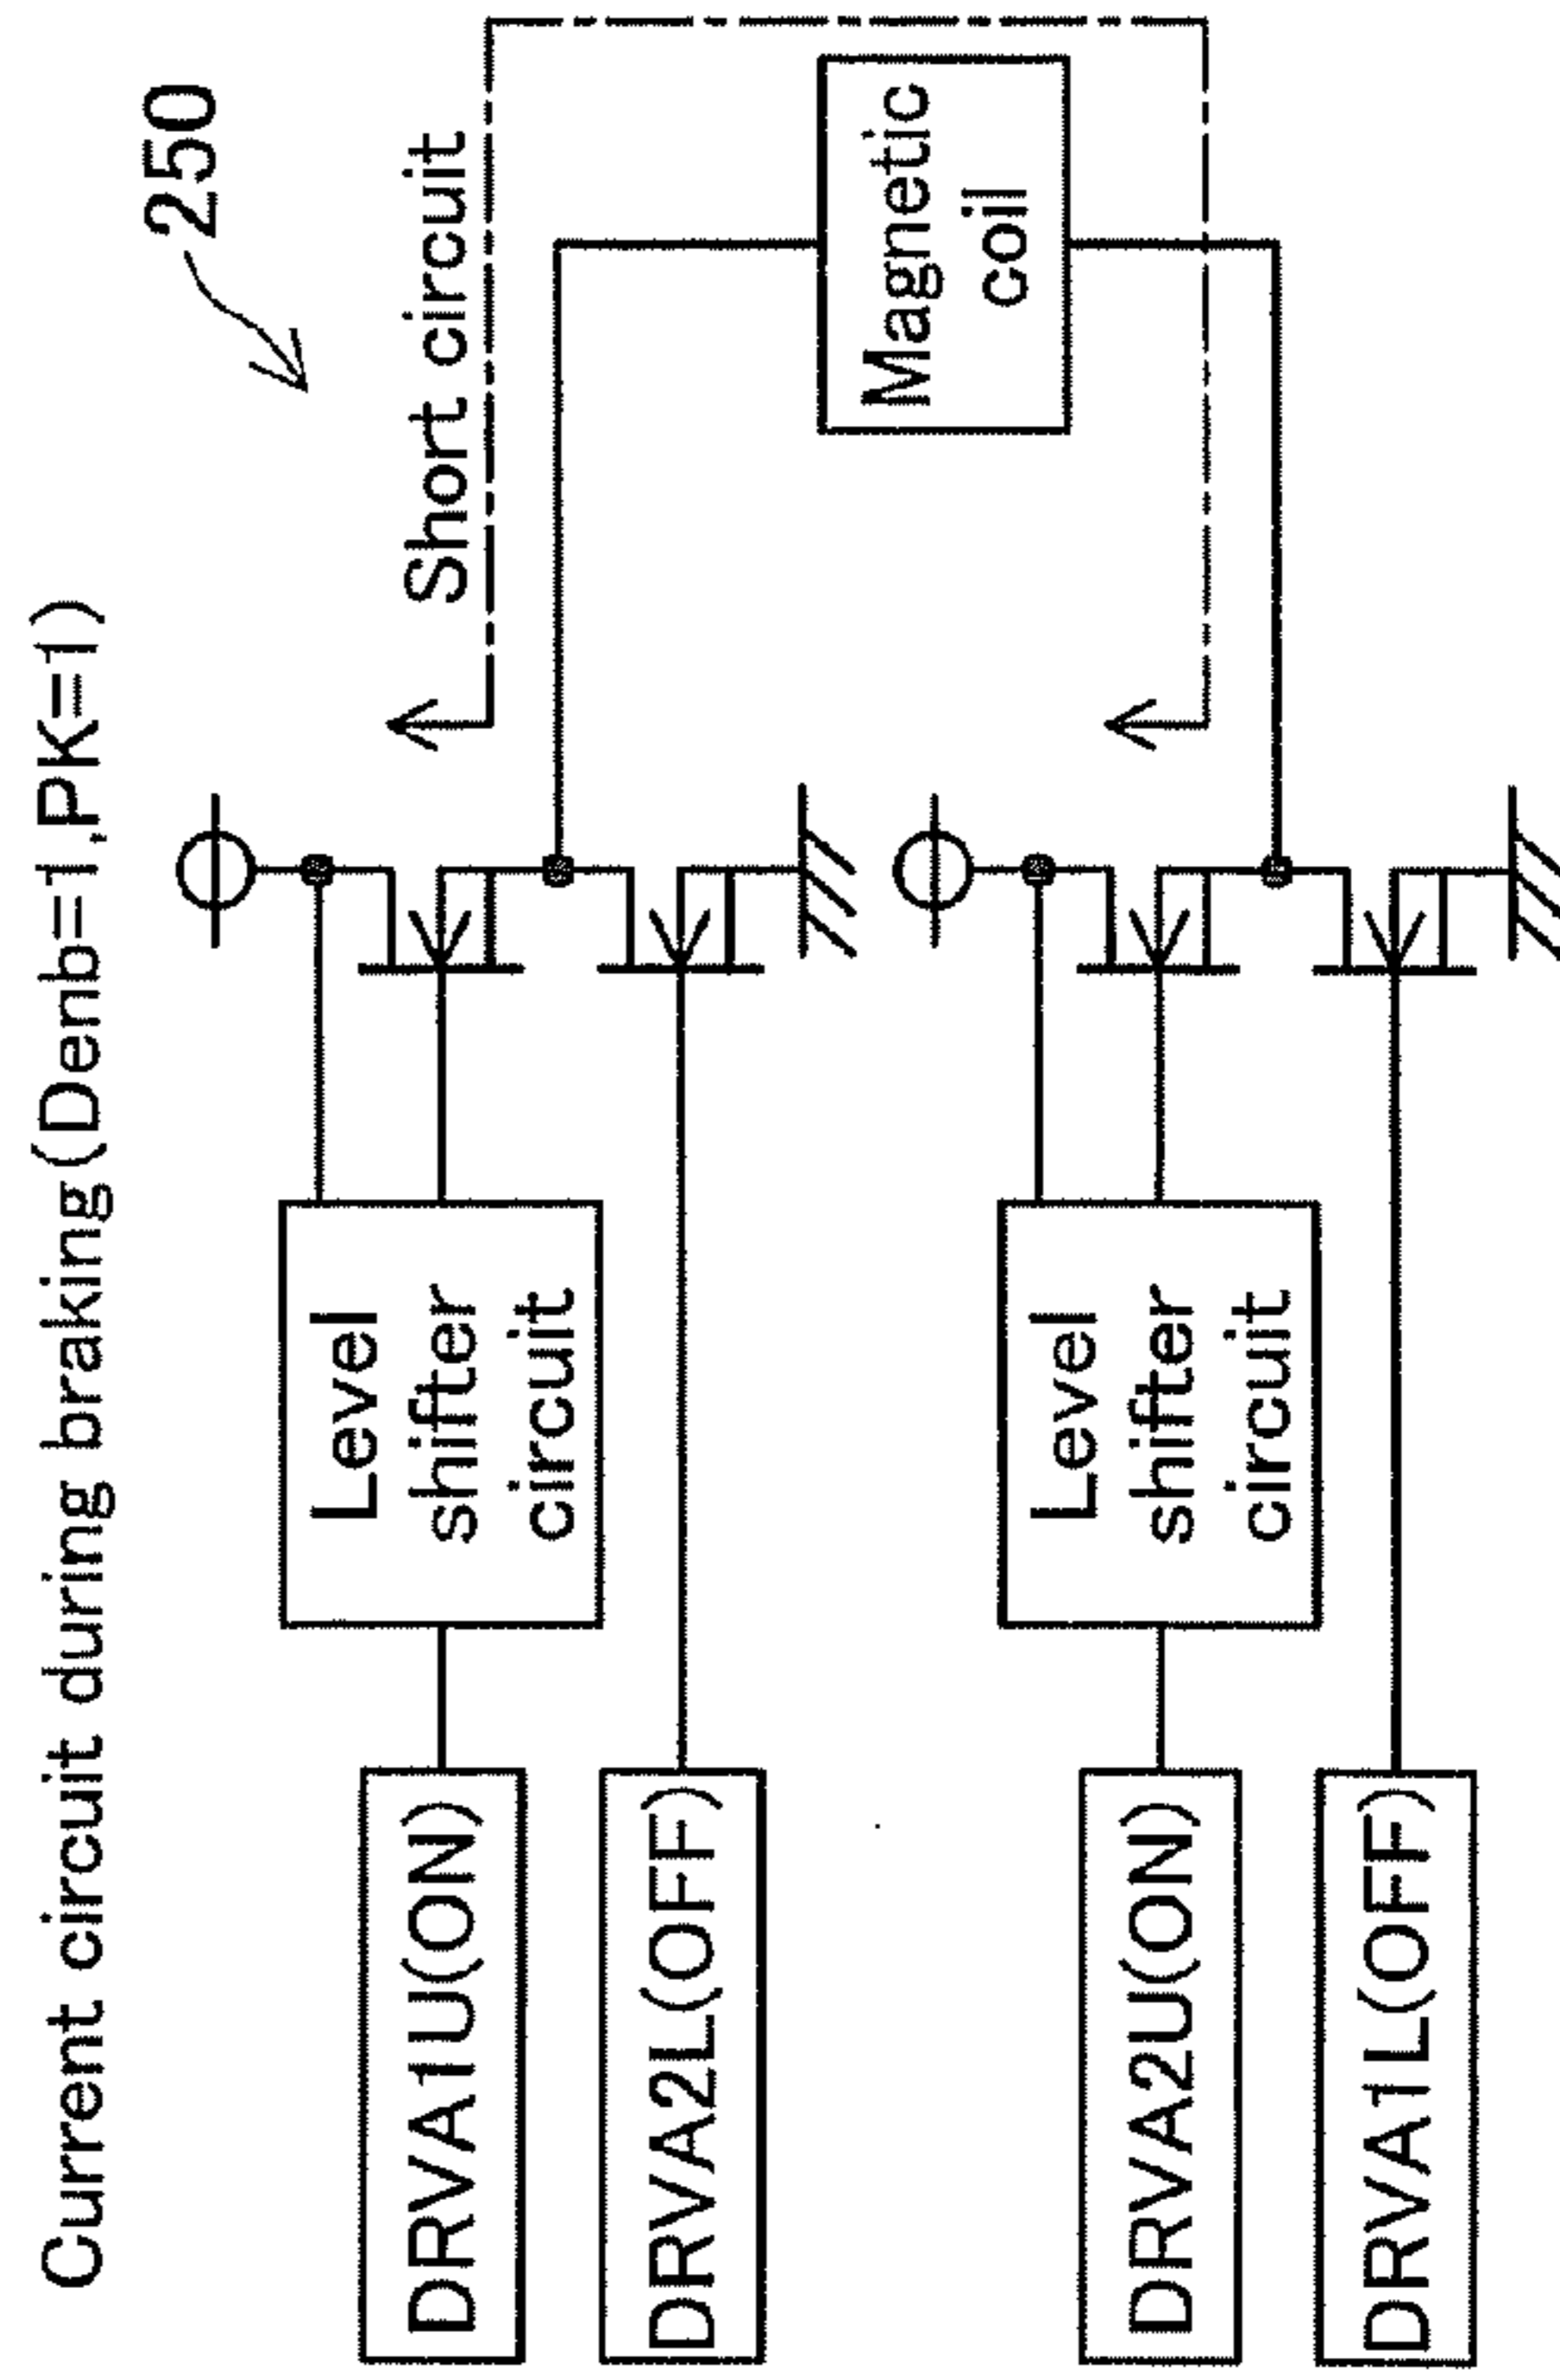 Current circuit during braking(Denb=1,PK=1)
250
Short circuit
DRVA1U(ON)
Level
shifter
circuit
DRVA2L(OFF)
Magnetic
coil
DRVA2U(ON)
Level
shifter
circuit
DRVA1L(OFF)